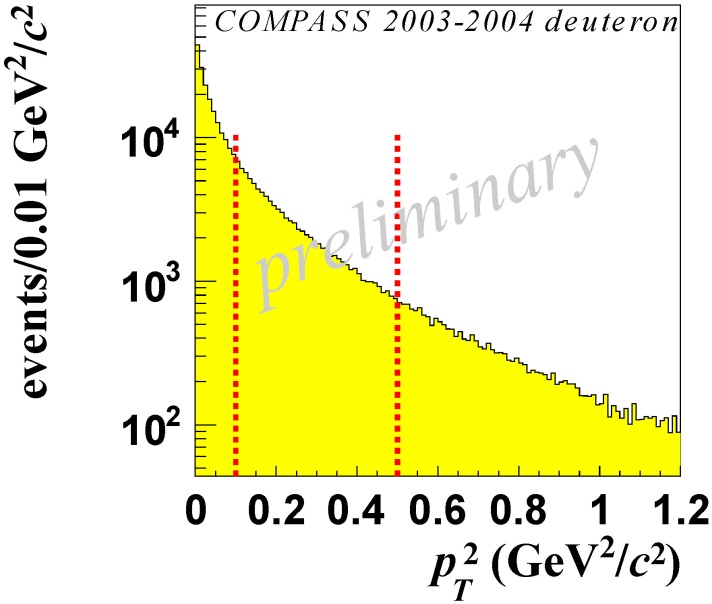 COMPASS 2003-2004 deuteron
events/0.01 GeV²/c²
10⁴
10³
10²
preliminary
0 0.2 0.4 0.6 0.8 1 1.2
p_T² (GeV²/c²)